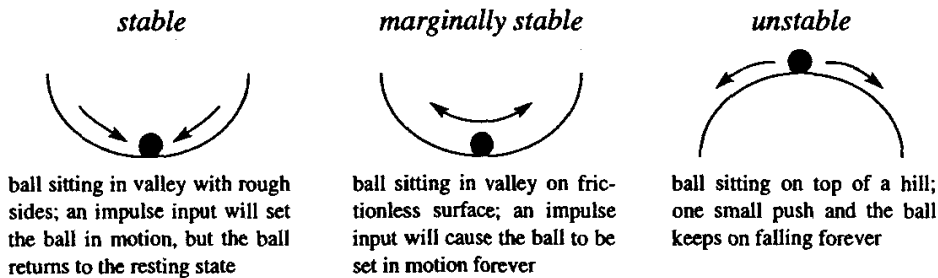 stable
marginally stable
unstable
ball sitting in valley with rough
sides; an impulse input will set
the ball in motion, but the ball
returns to the resting state
ball sitting in valley on fric-
tionless surface; an impulse
input will cause the ball to be
set in motion forever
ball sitting on top of a hill;
one small push and the ball
keeps on falling forever